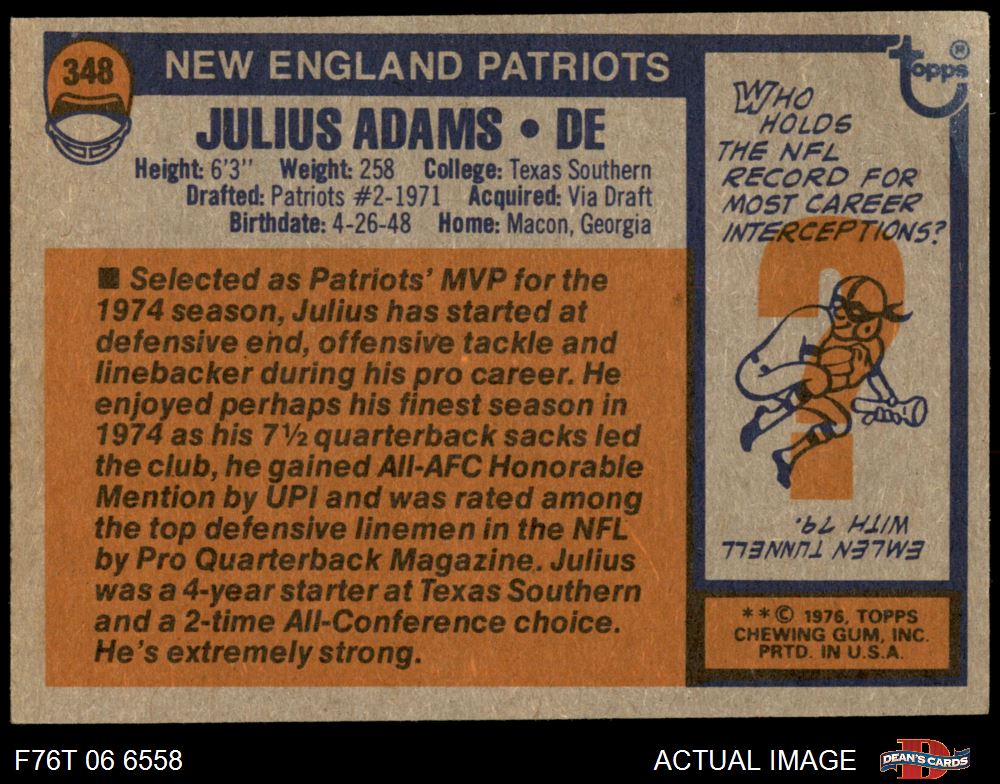 348
NEW ENGLAND PATRIOTS
JULIUS ADAMS • DE
Height: 6'3" Weight: 258 College: Texas Southern
Drafted: Patriots #2-1971 Acquired: Via Draft
Birthdate: 4-26-48 Home: Macon, Georgia
■ Selected as Patriots' MVP for the
1974 season, Julius has started at
defensive end, offensive tackle and
linebacker during his pro career. He
enjoyed perhaps his finest season in
1974 as his 7½ quarterback sacks led
the club, he gained All-AFC Honorable
Mention by UPI and was rated among
the top defensive linemen in the NFL
by Pro Quarterback Magazine. Julius
was a 4-year starter at Texas Southern
and a 2-time All-Conference choice.
He's extremely strong.
Topps®
WHO
HOLDS
THE NFL
RECORD FOR
MOST CAREER
INTERCEPTIONS?
?
EMLEN TUNNELL
WITH 79.
**© 1976, TOPPS
CHEWING GUM, INC.
PRTD. IN U.S.A.
F76T 06 6558
ACTUAL IMAGE
DEAN'S CARDS